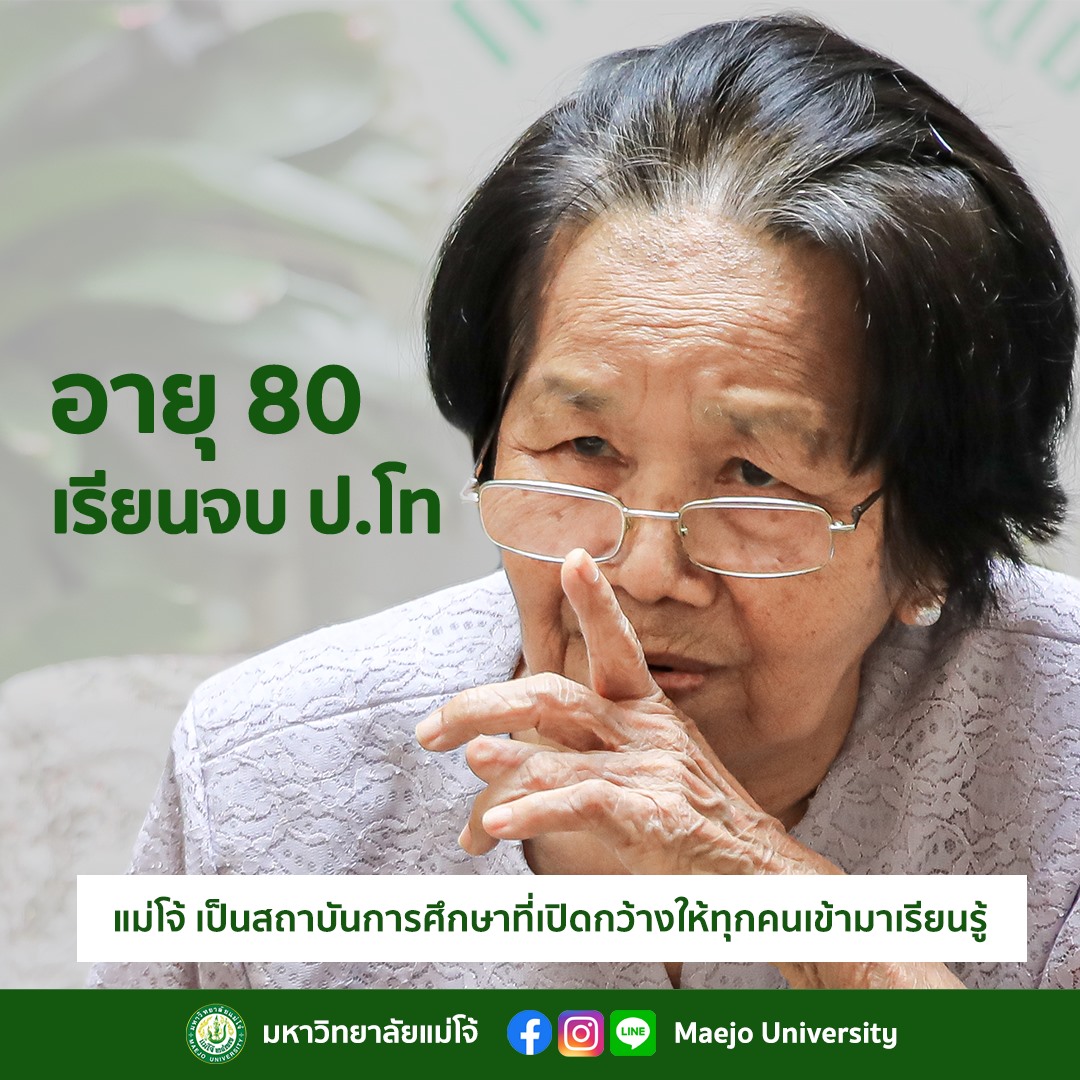 อายุ 80
เรียนจบ ป.โท
แม่โจ้ เป็นสถาบันการศึกษาที่เปิดกว้างให้ทุกคนเข้ามาเรียนรู้
มหาวิทยาลัยแม่โจ้
LINE
Maejo University